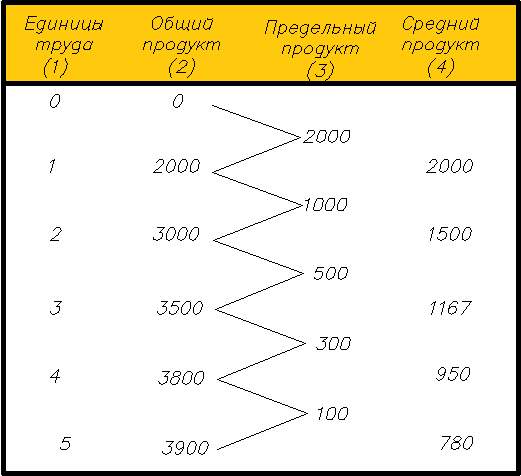 Единицы Общий Предельный Средний
труда продукт продукт продукт
(1) (2) (3) (4)
0 0
2000
1 2000 2000
1000
2 3000 1500
500
3 3500 1167
300
4 3800 950
100
5 3900 780